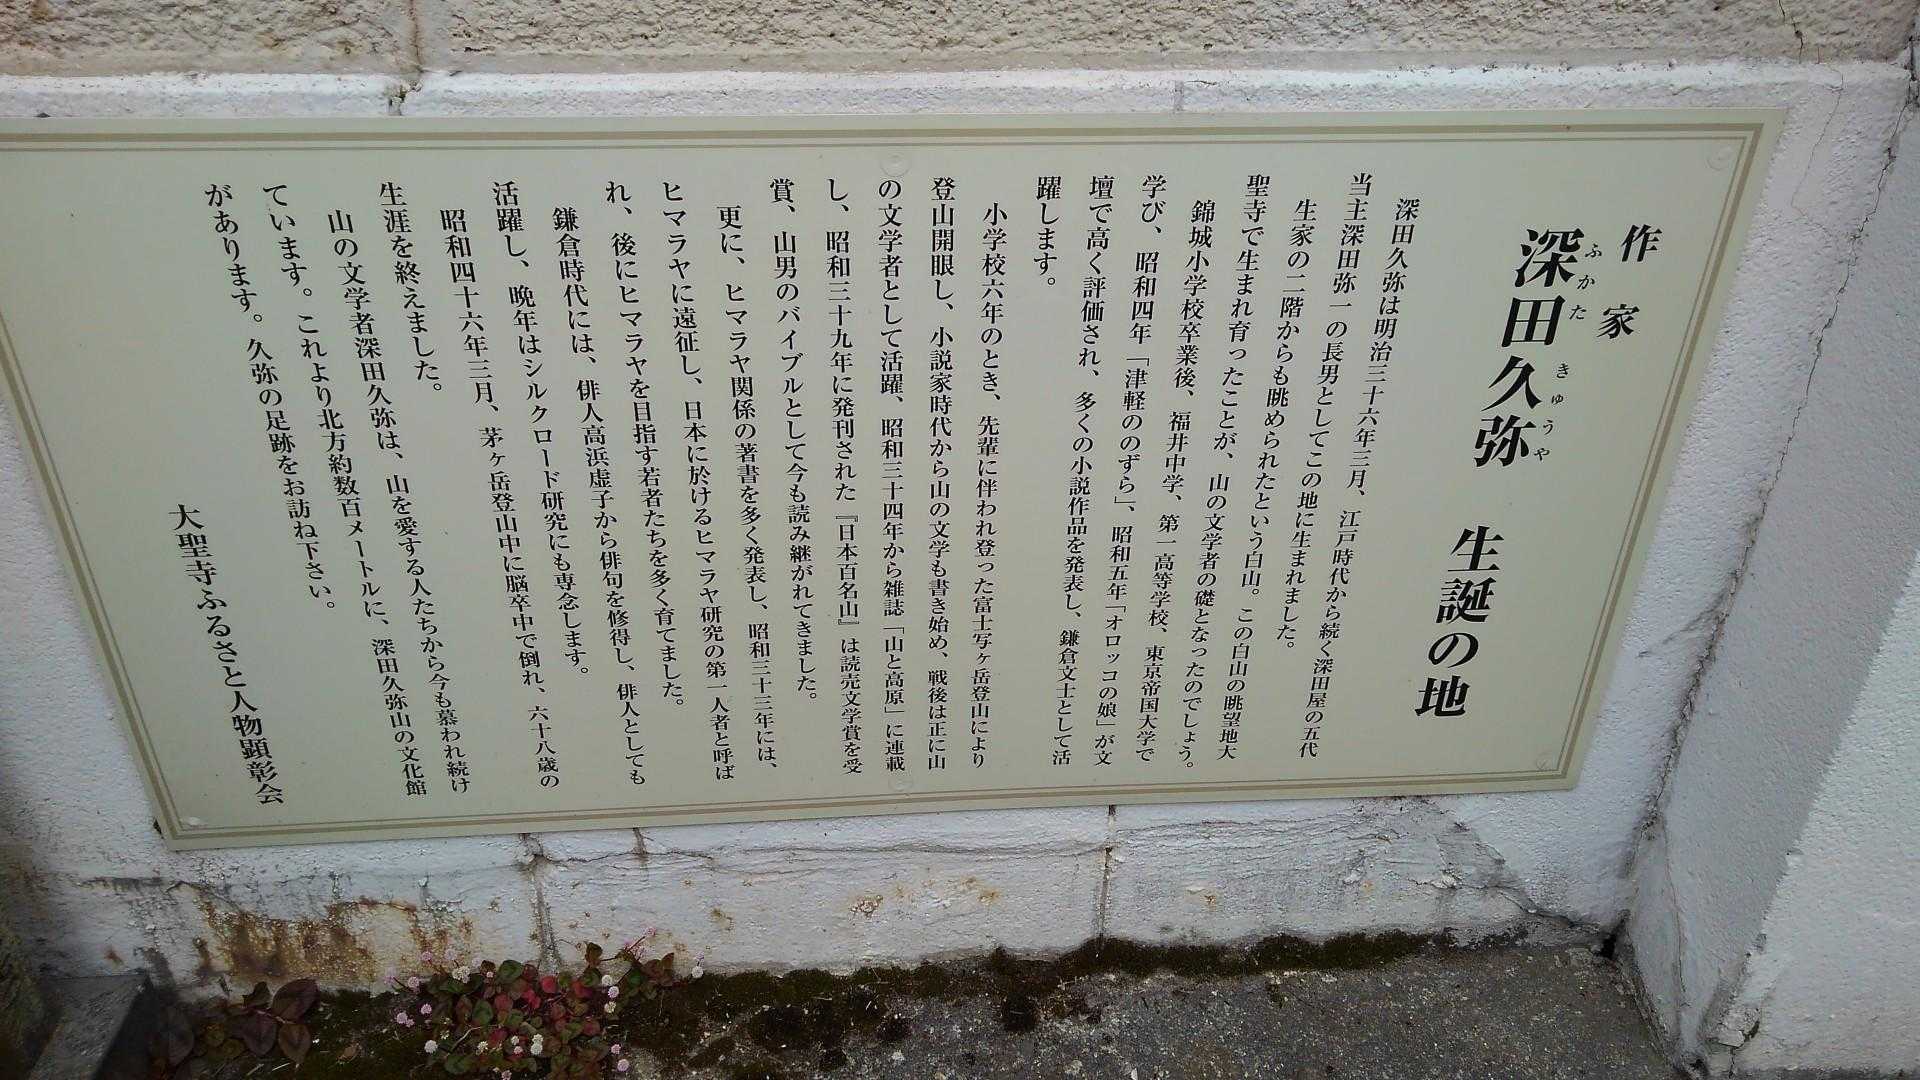 作家
深田久弥 生誕の地
ふかた きゅうや
深田久弥は明治三十六年三月、江戸時代から続く深田屋の五代
当主深田弥一の長男としてこの地に生まれました。
生家の二階からも眺められたという白山。この白山の眺望地大
聖寺で生まれ育ったことが、山の文学者の礎となったのでしょう。
錦城小学校卒業後、福井中学、第一高等学校、東京帝国大学で
学び、昭和四年「津軽ののずら」、昭和五年「オロッコの娘」が文
壇で高く評価され、多くの小説作品を発表し、鎌倉文士として活
躍します。
小学校六年のとき、先輩に伴われ登った富士写ヶ岳登山により
登山開眼し、小説家時代から山の文学も書き始め、戦後は正に山
の文学者として活躍、昭和三十四年から雑誌「山と高原」に連載
し、昭和三十九年に発刊された『日本百名山』は読売文学賞を受
賞、山男のバイブルとして今も読み継がれてきました。
更に、ヒマラヤ関係の著書を多く発表し、昭和三十三年には、
ヒマラヤに遠征し、日本に於けるヒマラヤ研究の第一人者と呼ば
れ、後にヒマラヤを目指す若者たちを多く育てました。
鎌倉時代には、俳人高浜虚子から俳句を修得し、俳人としても
活躍し、晩年はシルクロード研究にも専念します。
昭和四十六年三月、茅ヶ岳登山中に脳卒中で倒れ、六十八歳の
生涯を終えました。
山の文学者深田久弥は、山を愛する人たちから今も慕われ続け
ています。これより北方約数百メートルに、深田久弥山の文化館
があります。久弥の足跡をお訪ね下さい。
大聖寺ふるさと人物顕彰会